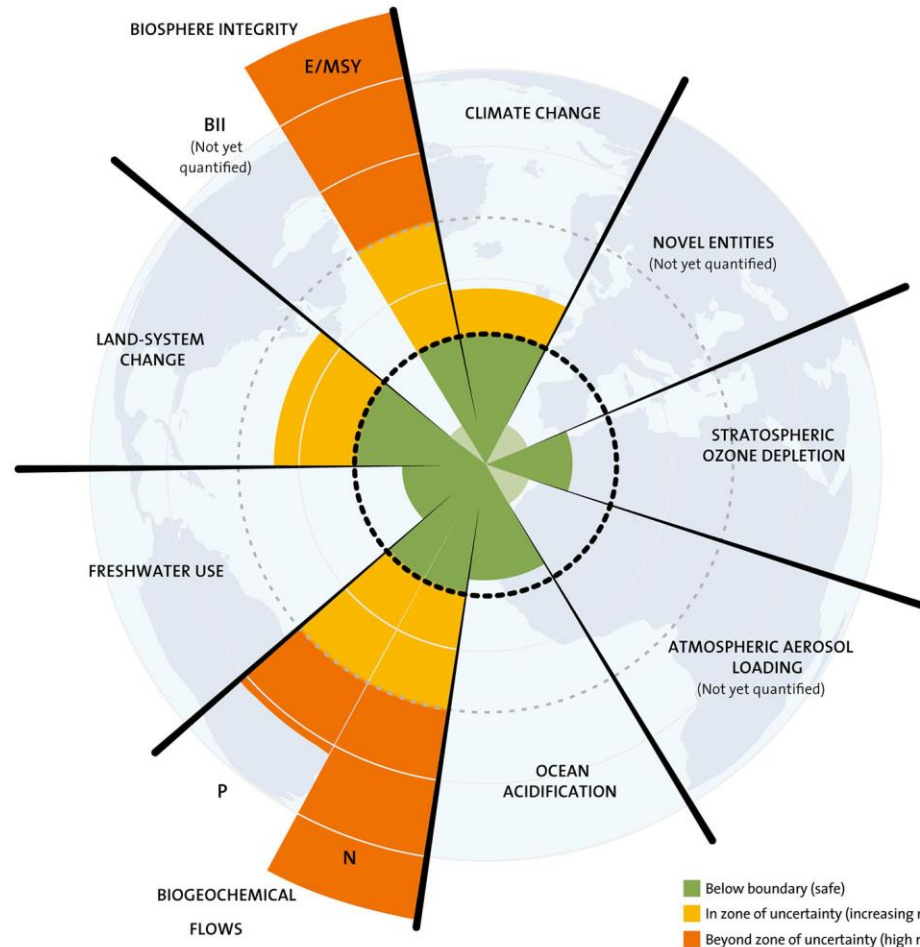 BIOSPHERE INTEGRITY
E/MSY
BII
(Not yet
quantified)
CLIMATE CHANGE
NOVEL ENTITIES
(Not yet quantified)
LAND-SYSTEM
CHANGE
STRATOSPHERIC
OZONE DEPLETION
FRESHWATER USE
ATMOSPHERIC AEROSOL
LOADING
(Not yet quantified)
OCEAN
ACIDIFICATION
P
N
BIOGEOCHEMICAL
FLOWS
Below boundary (safe)
In zone of uncertainty (increasing
Beyond zone of uncertainty (high